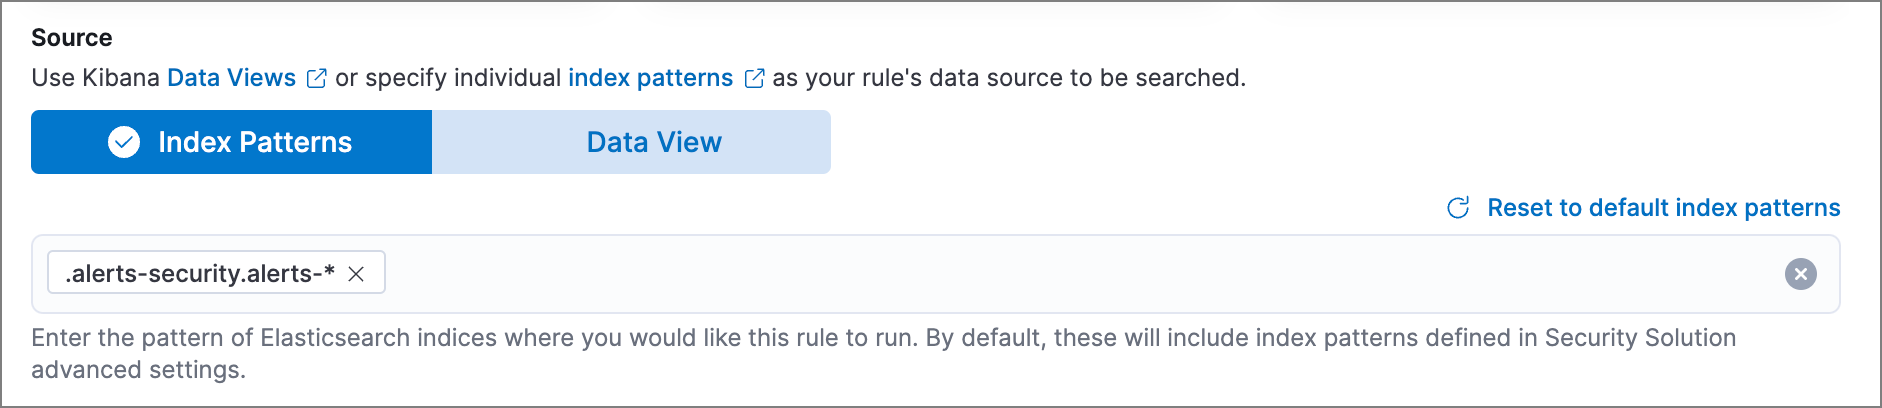 Source
Use Kibana Data Views or specify individual index patterns as your rule's data source to be searched.
Index Patterns
Data View
Reset to default index patterns
.alerts-security.alerts-*
Enter the pattern of Elasticsearch indices where you would like this rule to run. By default, these will include index patterns defined in Security Solution
advanced settings.